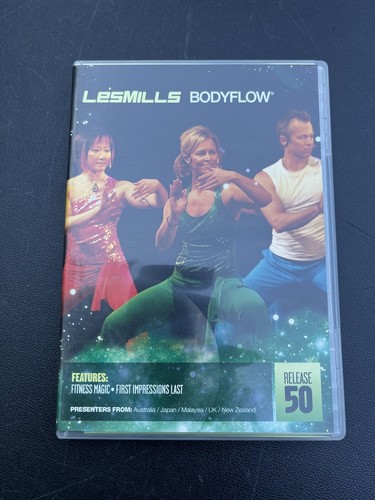 LesMILLS BODYFLOW®
FEATURES:
FITNESS MAGIC • FIRST IMPRESSIONS LAST
PRESENTERS FROM: Australia / Japan / Malaysia / UK / New Zealand
RELEASE
50